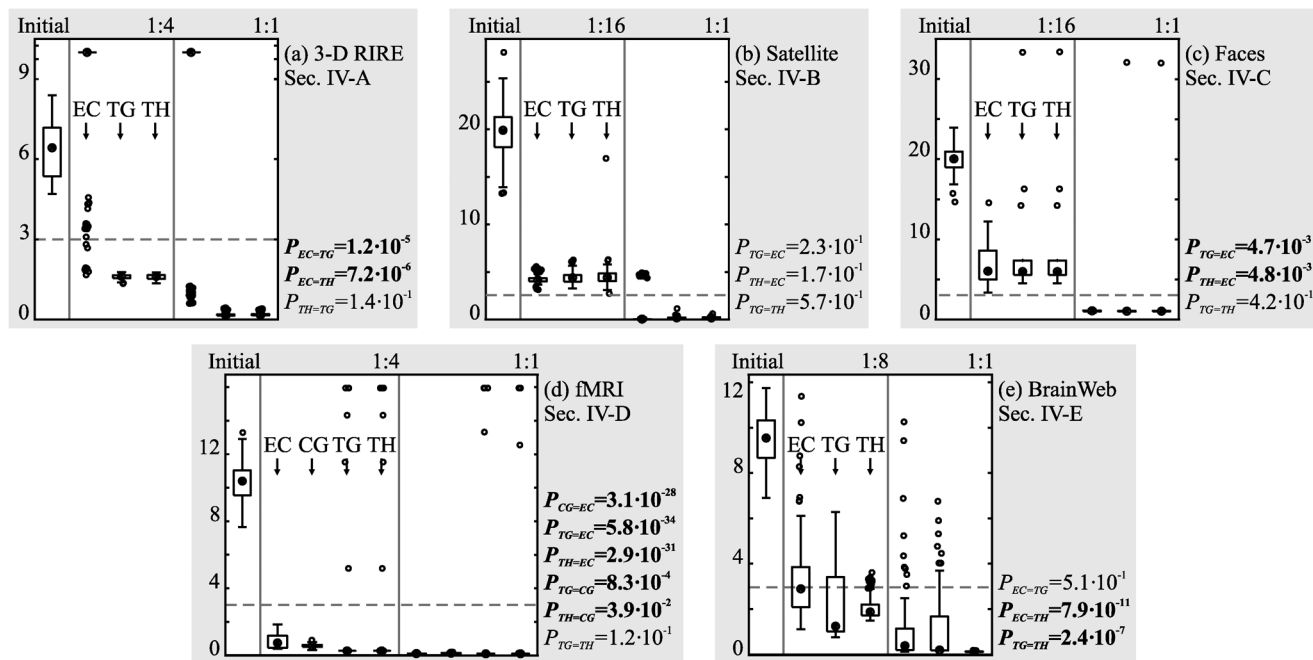 Initial 1:4 1:1
(a) 3-D RIRE
Sec. IV-A
9
6
3
0
EC TG TH
P_EC=TG=1.2·10⁻⁵
P_EC=TH=7.2·10⁻⁶
P_TH=TG=1.4·10⁻¹
Initial 1:16 1:1
(b) Satellite
Sec. IV-B
30
20
10
0
EC TG TH
P_TG=EC=2.3·10⁻¹
P_TH=EC=1.7·10⁻¹
P_TG=TH=5.7·10⁻¹
Initial 1:16 1:1
(c) Faces
Sec. IV-C
30
20
10
0
EC TG TH
P_TG=EC=4.7·10⁻³
P_TH=EC=4.8·10⁻³
P_TG=TH=4.2·10⁻¹
Initial 1:4 1:1
(d) fMRI
Sec. IV-D
12
8
4
0
EC CG TG TH
P_CG=EC=3.1·10⁻²⁸
P_TG=EC=5.8·10⁻³⁴
P_TH=EC=2.9·10⁻³¹
P_TG=CG=8.3·10⁻⁴
P_TH=CG=3.9·10⁻²
P_TG=TH=1.2·10⁻¹
Initial 1:8 1:1
(e) BrainWeb
Sec. IV-E
12
8
4
0
EC TG TH
P_EC=TG=5.1·10⁻¹
P_EC=TH=7.9·10⁻¹¹
P_TG=TH=2.4·10⁻⁷